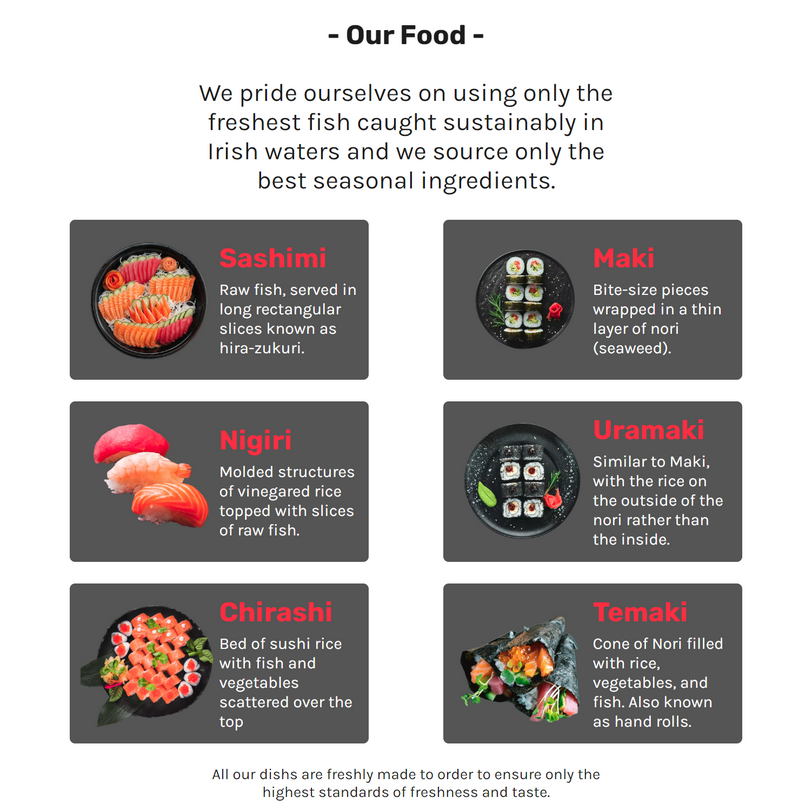 - Our Food -
We pride ourselves on using only the
freshest fish caught sustainably in
Irish waters and we source only the
best seasonal ingredients.
Sashimi
Raw fish, served in
long rectangular
slices known as
hira-zukuri.
Maki
Bite-size pieces
wrapped in a thin
layer of nori
(seaweed).
Nigiri
Molded structures
of vinegared rice
topped with slices
of raw fish.
Uramaki
Similar to Maki,
with the rice on
the outside of the
nori rather than
the inside.
Chirashi
Bed of sushi rice
with fish and
vegetables
scattered over the
top
Temaki
Cone of Nori filled
with rice,
vegetables, and
fish. Also known
as hand rolls.
All our dishs are freshly made to order to ensure only the
highest standards of freshness and taste.